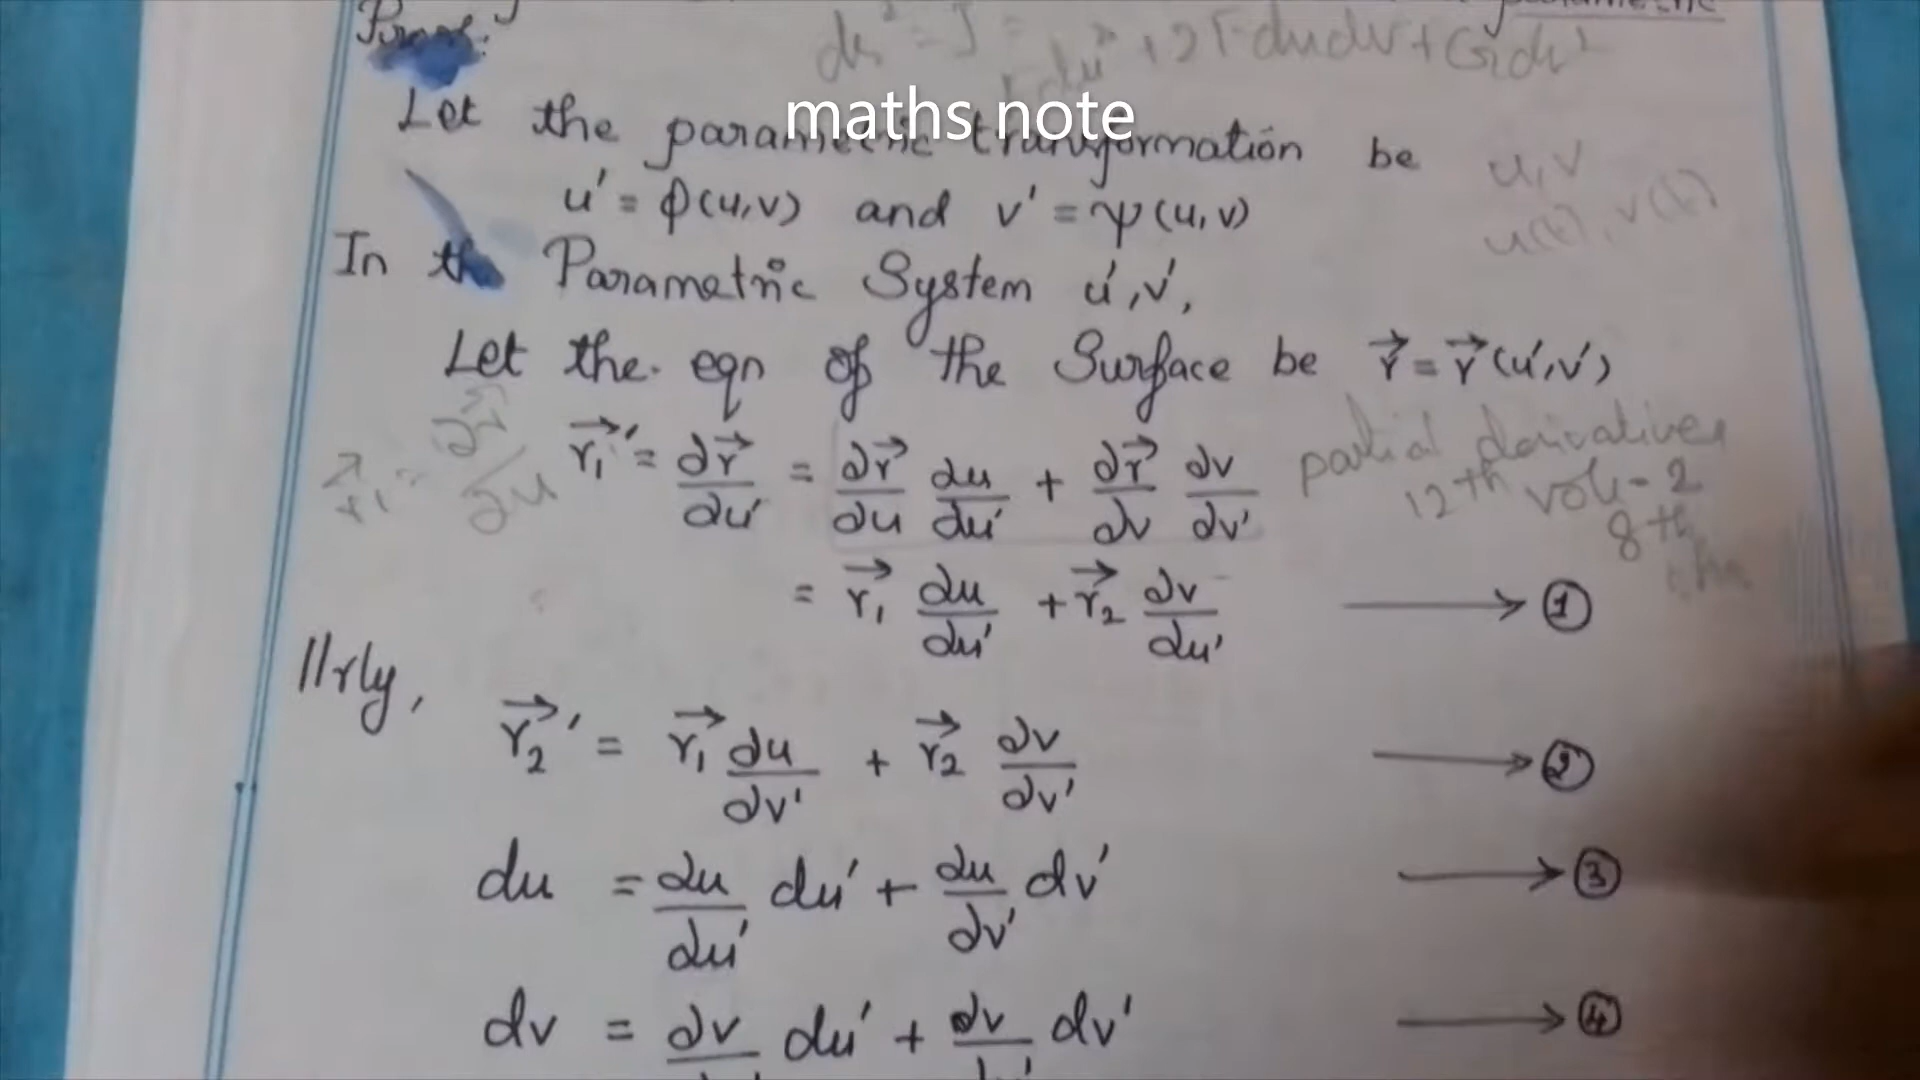 Proof:
Let the parametric transformation be
maths note
u' = φ(u,v) and v' = ψ(u,v)
u,v
u(t), v(t)
In the Parametric System u',v',
Let the eqn of the Surface be r⃗ = r⃗(u',v')
r⃗₁' = ∂r⃗/∂u' = ∂r⃗/∂u ∂u/∂u' + ∂r⃗/∂v ∂v/∂v'
r⃗₁ = ∂r⃗/∂u
partial derivatives
12th vol-2
8th
= r⃗₁ ∂u/∂u' + r⃗₂ ∂v/∂u' ⟶ ①
|||rly,
r⃗₂' = r⃗₁ ∂u/∂v' + r⃗₂ ∂v/∂v' ⟶ ②
du = ∂u/∂u' du' + ∂u/∂v' dv' ⟶ ③
dv = ∂v du' + ∂v dv' ⟶ ④